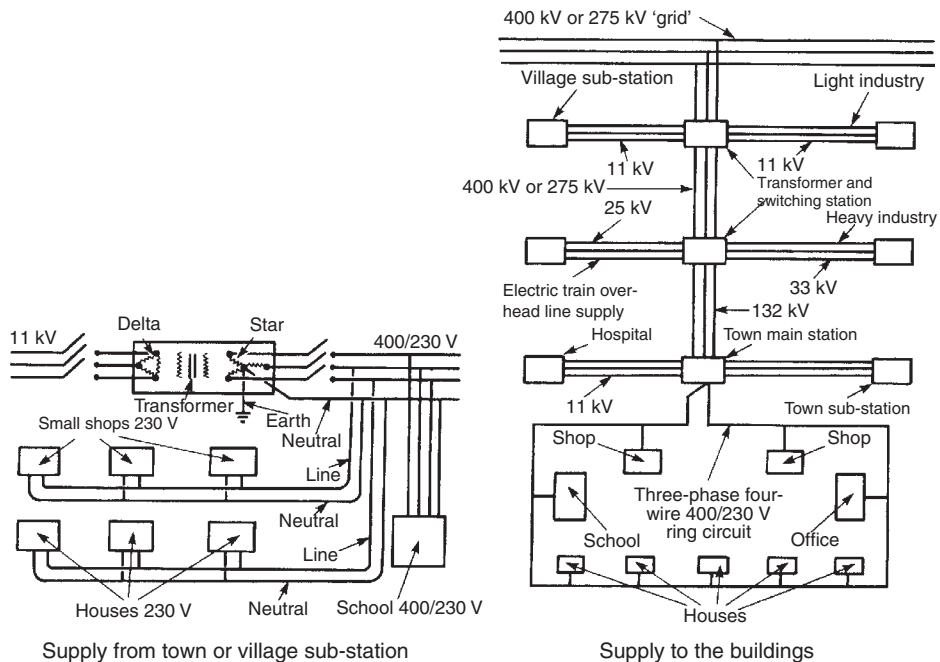 11 kV
Delta
Star
400/230 V
Transformer
Earth
Neutral
Small shops 230 V
Line
Neutral
Line
Houses 230 V
Neutral
School 400/230 V
Supply from town or village sub-station
400 kV or 275 kV ‘grid’
Village sub-station
Light industry
11 kV
11 kV
400 kV or 275 kV
Transformer and
switching station
25 kV
Heavy industry
Electric train over-
head line supply
33 kV
132 kV
Hospital
Town main station
11 kV
Town sub-station
Shop
Shop
Three-phase four-
wire 400/230 V
ring circuit
School
Office
Houses
Supply to the buildings